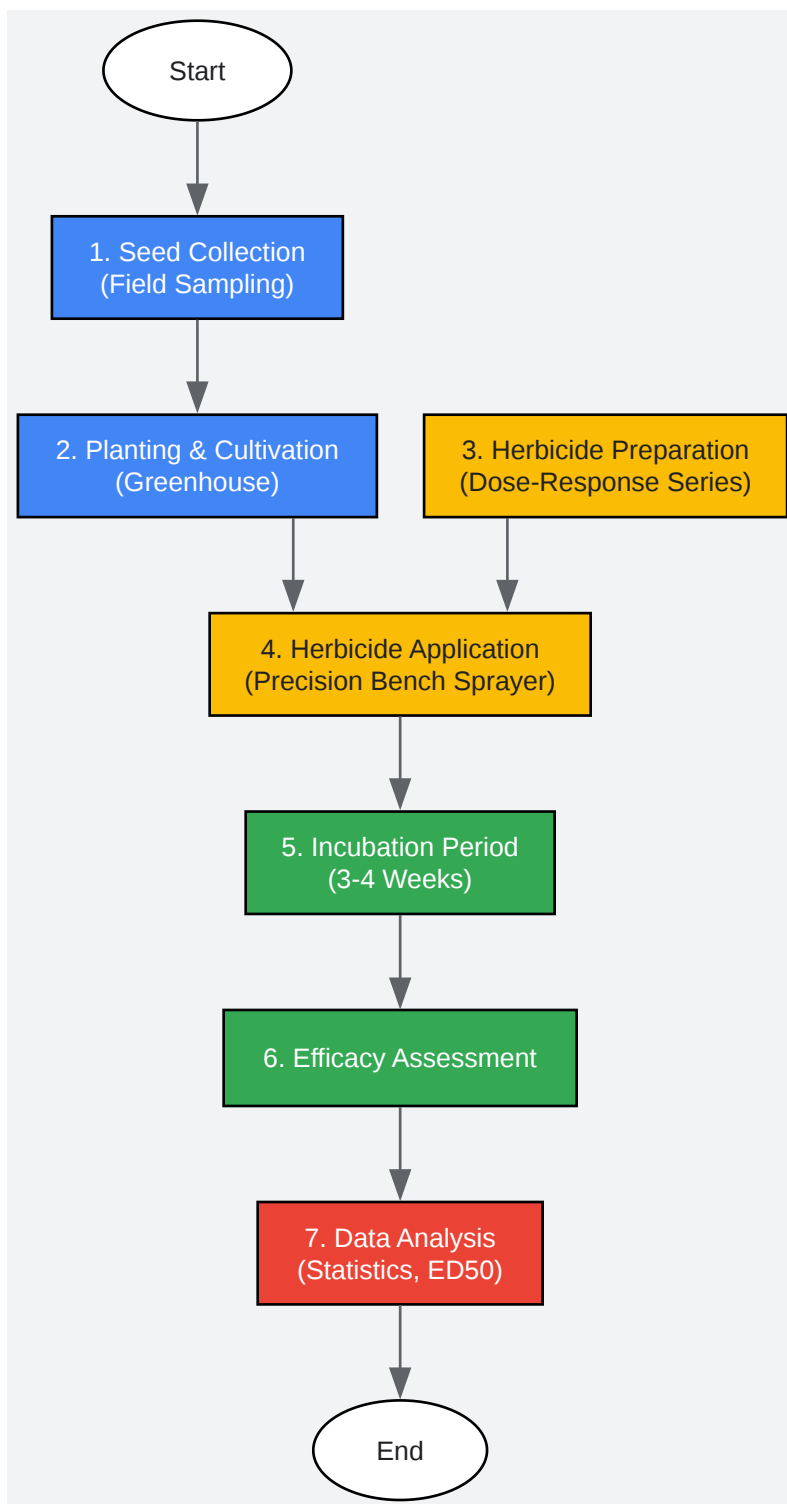 Start
1. Seed Collection
(Field Sampling)
2. Planting & Cultivation
(Greenhouse)
3. Herbicide Preparation
(Dose-Response Series)
4. Herbicide Application
(Precision Bench Sprayer)
5. Incubation Period
(3-4 Weeks)
6. Efficacy Assessment
7. Data Analysis
(Statistics, ED50)
End